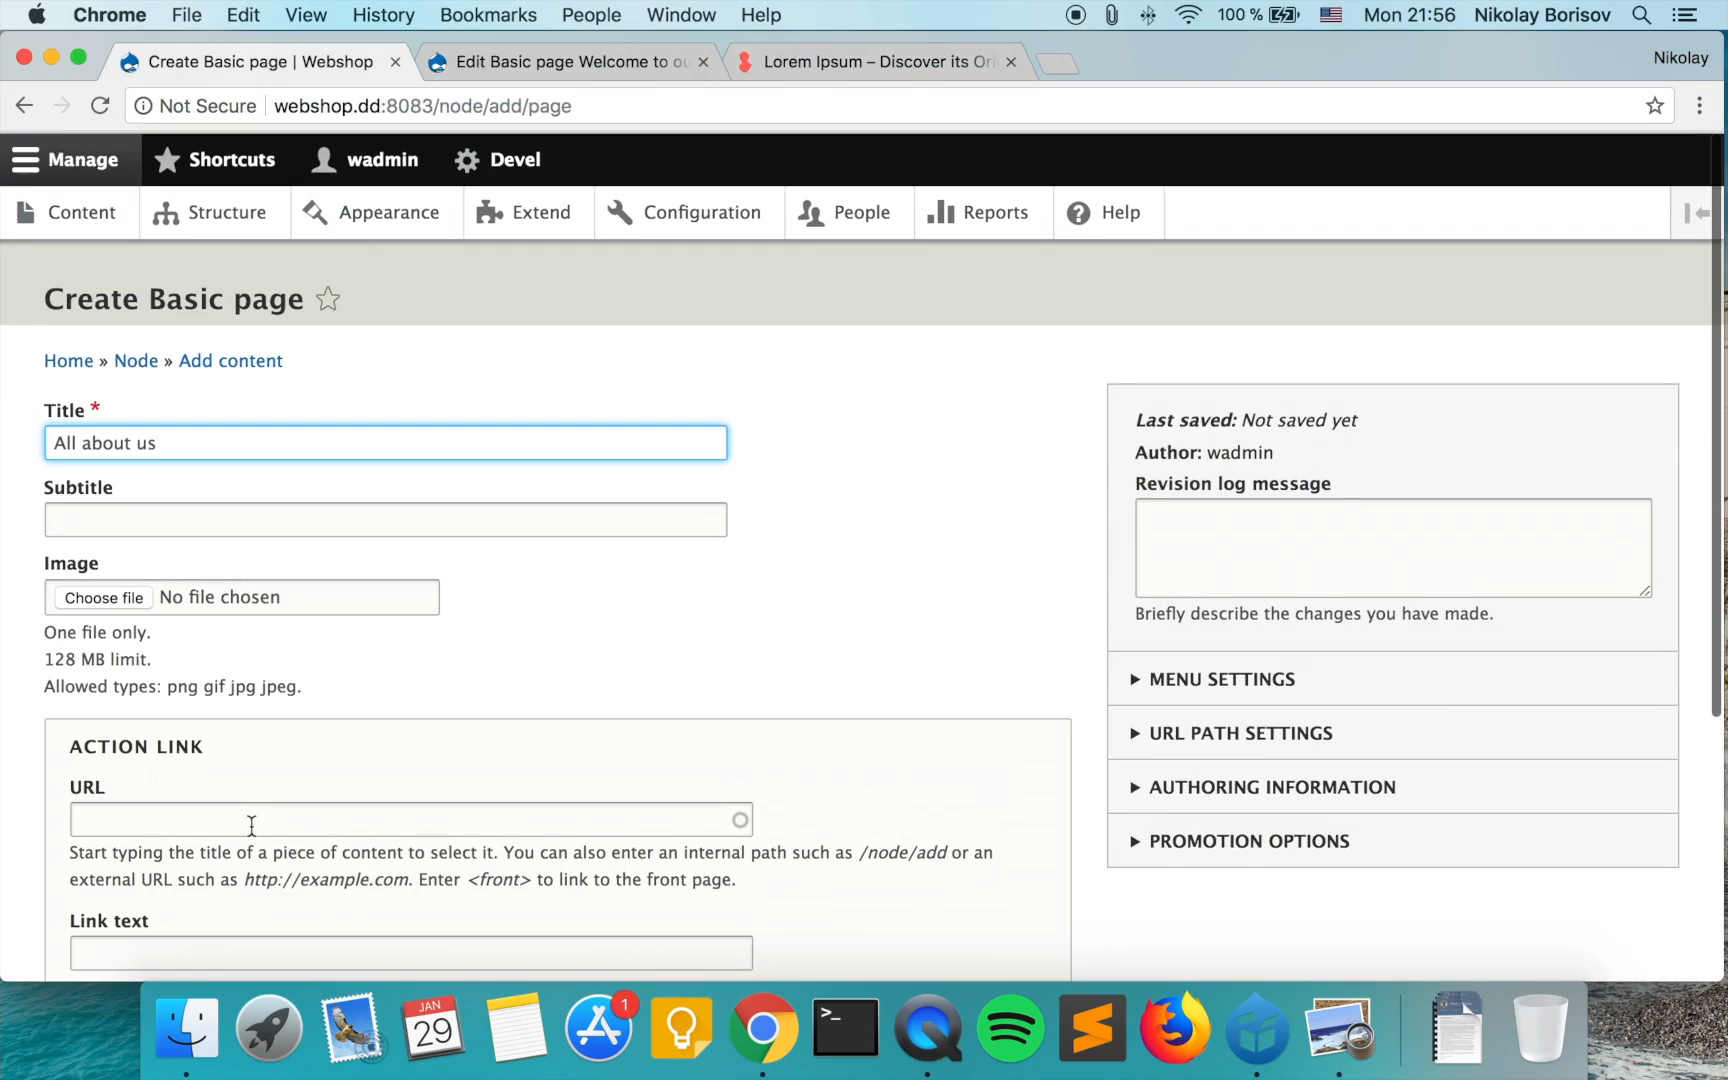 Chrome File Edit View History Bookmarks People Window Help 100 % Mon 21:56 Nikolay Borisov
Create Basic page | Webshop Edit Basic page Welcome to ou Lorem Ipsum – Discover its Ori Nikolay
Not Secure webshop.dd:8083/node/add/page
Manage Shortcuts wadmin Devel
Content Structure Appearance Extend Configuration People Reports Help
Create Basic page
Home » Node » Add content
Title *
All about us
Subtitle
Image
Choose file No file chosen
One file only.
128 MB limit.
Allowed types: png gif jpg jpeg.
ACTION LINK
URL
Start typing the title of a piece of content to select it. You can also enter an internal path such as /node/add or an
external URL such as http://example.com. Enter <front> to link to the front page.
Link text
Last saved: Not saved yet
Author: wadmin
Revision log message
Briefly describe the changes you have made.
MENU SETTINGS
URL PATH SETTINGS
AUTHORING INFORMATION
PROMOTION OPTIONS
JAN
29
1
>_